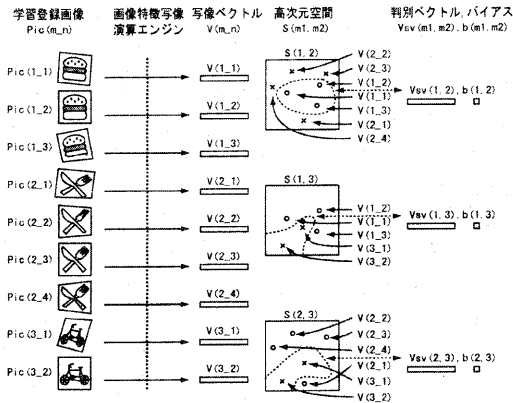 学習登録画像
Pic(m_n)
画像特徴写像
演算エンジン
写像ベクトル
V(m_n)
高次元空間
S(m1,m2)
判別ベクトル,バイアス
Vsv(m1,m2),b(m1,m2)
Pic(1_1)
V(1_1)
Pic(1_2)
V(1_2)
Pic(1_3)
V(1_3)
Pic(2_1)
V(2_1)
Pic(2_2)
V(2_2)
Pic(2_3)
V(2_3)
Pic(2_4)
V(2_4)
Pic(3_1)
V(3_1)
Pic(3_2)
V(3_2)
S(1,2)
V(2_2)
V(2_3)
V(1_2)
V(1_1)
V(1_3)
V(2_1)
V(2_4)
Vsv(1,2),b(1,2)
S(1,3)
V(1_2)
V(1_1)
V(1_3)
V(3_1)
V(3_2)
Vsv(1,3),b(1,3)
S(2,3)
V(2_2)
V(2_3)
V(2_4)
V(2_1)
V(3_1)
V(3_2)
Vsv(2,3),b(2,3)